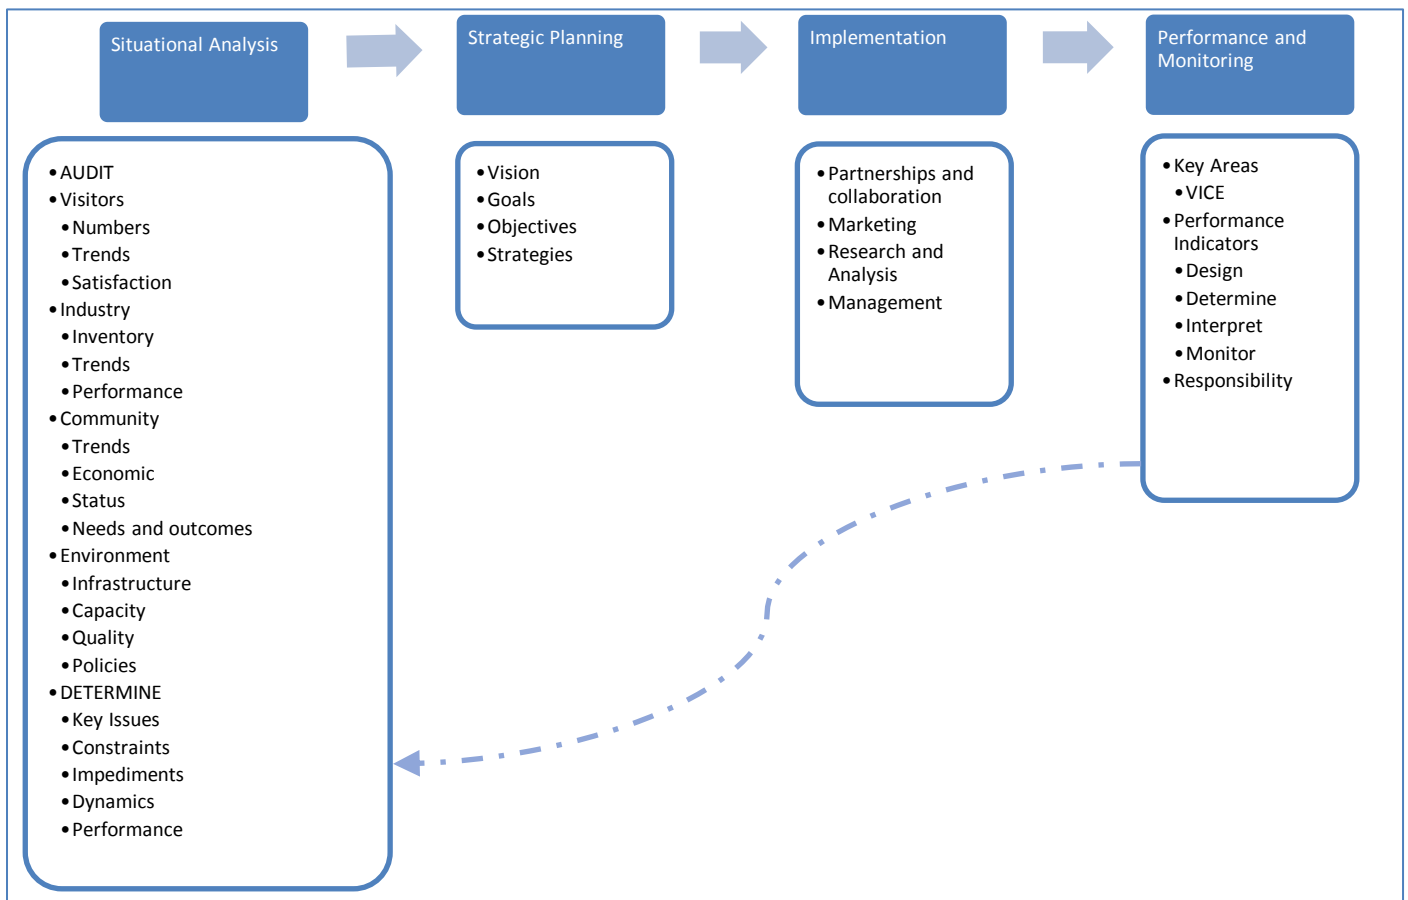 Situational Analysis
Strategic Planning
Implementation
Performance and
Monitoring
•AUDIT
•Visitors
•Numbers
•Trends
•Satisfaction
•Industry
•Inventory
•Trends
•Performance
•Community
•Trends
•Economic
•Status
•Needs and outcomes
•Environment
•Infrastructure
•Capacity
•Quality
•Policies
•DETERMINE
•Key Issues
•Constraints
•Impediments
•Dynamics
•Performance
•Vision
•Goals
•Objectives
•Strategies
•Partnerships and
collaboration
•Marketing
•Research and
Analysis
•Management
•Key Areas
•VICE
•Performance
Indicators
•Design
•Determine
•Interpret
•Monitor
•Responsibility